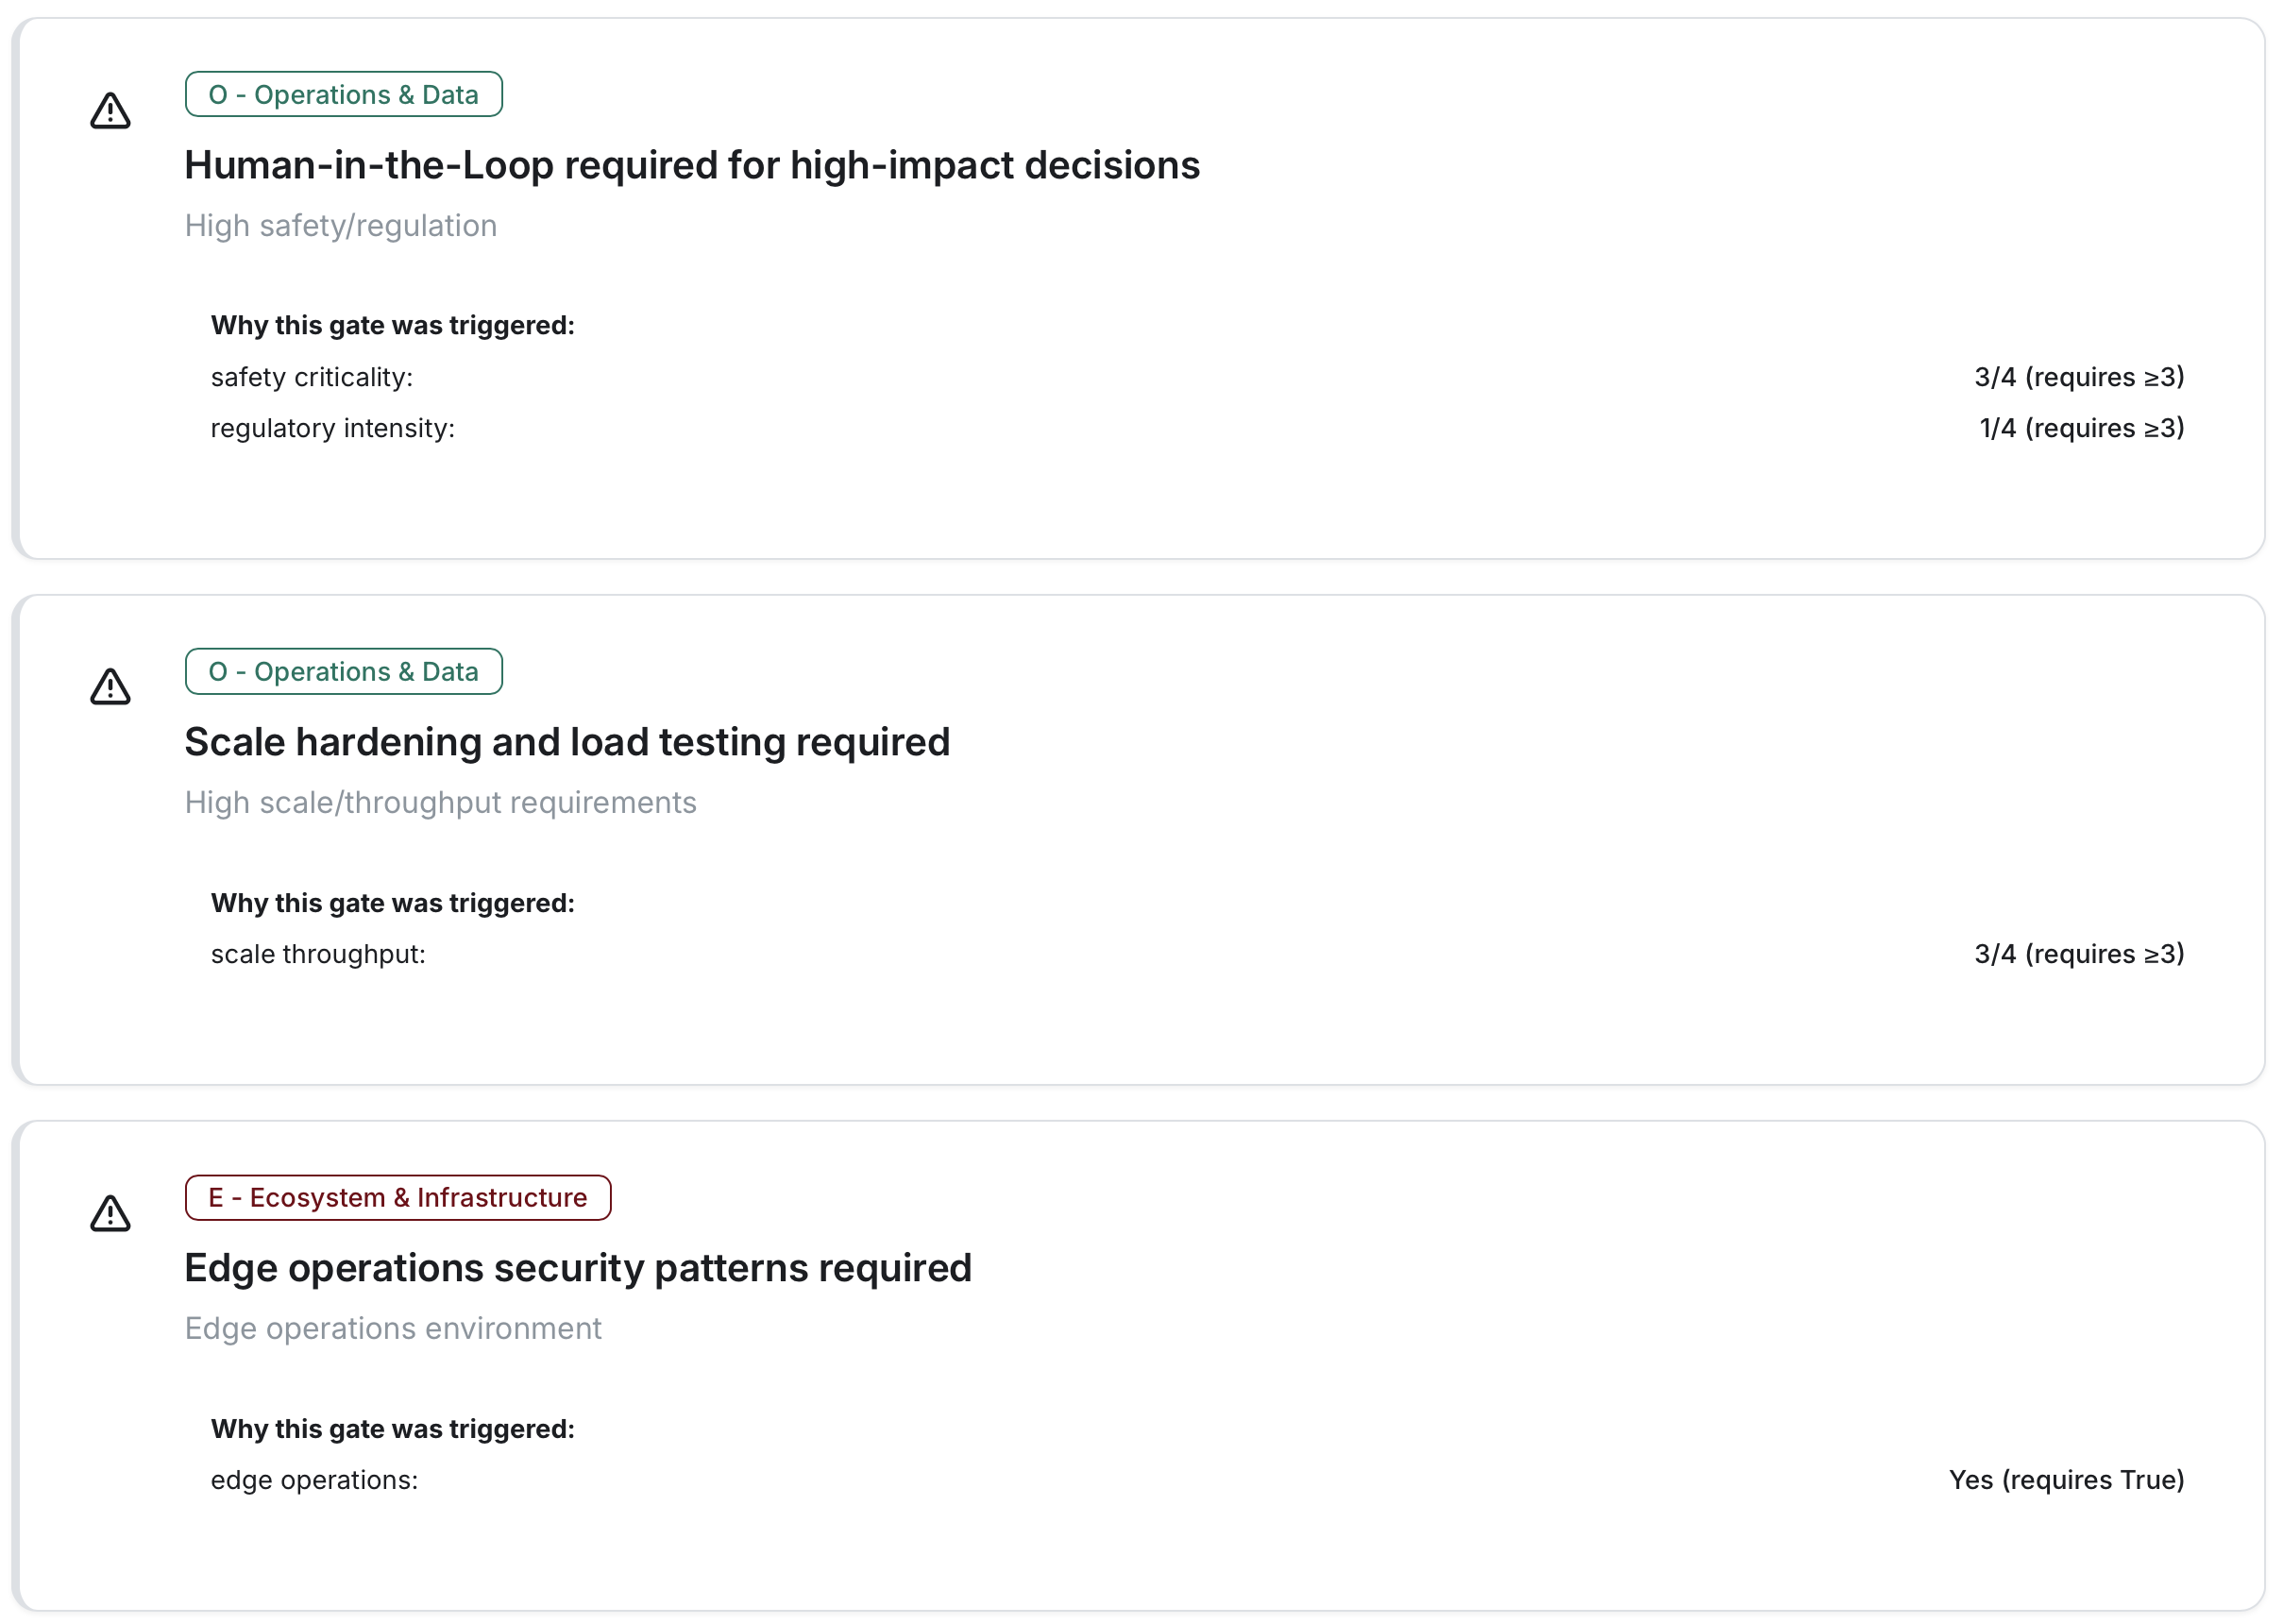 O - Operations & Data
Human-in-the-Loop required for high-impact decisions
High safety/regulation
Why this gate was triggered:
safety criticality: 3/4 (requires ≥3)
regulatory intensity: 1/4 (requires ≥3)
O - Operations & Data
Scale hardening and load testing required
High scale/throughput requirements
Why this gate was triggered:
scale throughput: 3/4 (requires ≥3)
E - Ecosystem & Infrastructure
Edge operations security patterns required
Edge operations environment
Why this gate was triggered:
edge operations: Yes (requires True)